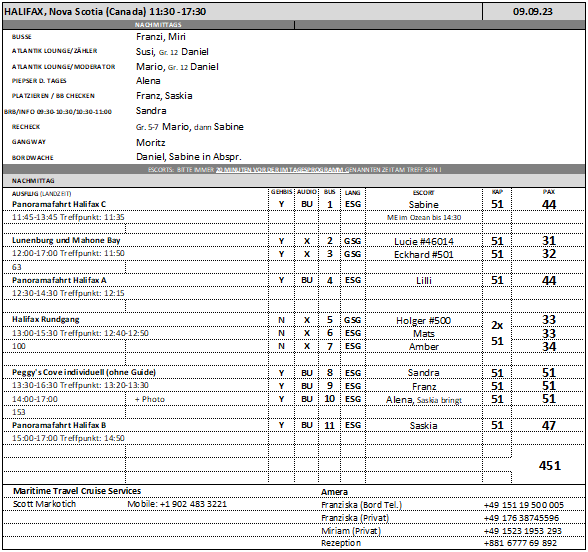 HALIFAX, Nova Scotia (Canada) 11:30 -17:30 09.09.23
NACHMITTAGS
BUSSE Franzi, Miri
ATLANTIK LOUNGE/ZÄHLER Susi, Gr. 12 Daniel
ATLANTIK LOUNGE/MODERATOR Mario, Gr. 12 Daniel
PIEPSER D. TAGES Alena
PLATZIEREN / BB CHECKEN Franz, Saskia
BRB/INFO 09:30-10:30/10:30-11:00 Sandra
RECHECK Gr. 5-7 Mario, dann Sabine
GANGWAY Moritz
BORDWACHE Daniel, Sabine in Abspr.
ESCORTS: BITTE IMMER 20 MINUTEN VOR DER IM TAGESPROGRAMM GENANNTEN ZEIT AM TREFF SEIN !
NACHMITTAG
AUSFLUG (LANDZEIT) GEHBIS AUDIO BUS LANG ESCORT KAP PAX
Panoramafahrt Halifax C Y BU 1 ESG Sabine 51 44
11:45-13:45 Treffpunkt: 11:35 ME im Ozean bis 14:30
Lunenburg und Mahone Bay Y X 2 GSG Lucie #46014 51 31
12:00-17:00 Treffpunkt: 11:50 Y X 3 GSG Eckhard #501 51 32
63
Panoramafahrt Halifax A Y BU 4 ESG Lilli 51 44
12:30-14:30 Treffpunkt: 12:15
Halifax Rundgang N X 5 GSG Holger #500 2x 33
13:00-15:30 Treffpunkt: 12:40-12:50 N X 6 ESG Mats 51 33
100 N X 7 ESG Amber 34
Peggy's Cove individuell (ohne Guide) Y BU 8 ESG Sandra 51 51
13:30-16:30 Treffpunkt: 13:20-13:30 Y BU 9 ESG Franz 51 51
14:00-17:00 + Photo Y BU 10 ESG Alena, Saskia bringt 51 51
153
Panoramafahrt Halifax B Y BU 11 ESG Saskia 51 47
15:00-17:00 Treffpunkt: 14:50
451
Maritime Travel Cruise Services Amera
Scott Markotich Mobile: +1 902 483 3221 Franziska (Bord Tel.) +49 151 19 500 005
Franziska (Privat) +49 176 38745596
Miriam (Privat) +49 1523 1953 293
Rezeption +881 6777 69 892